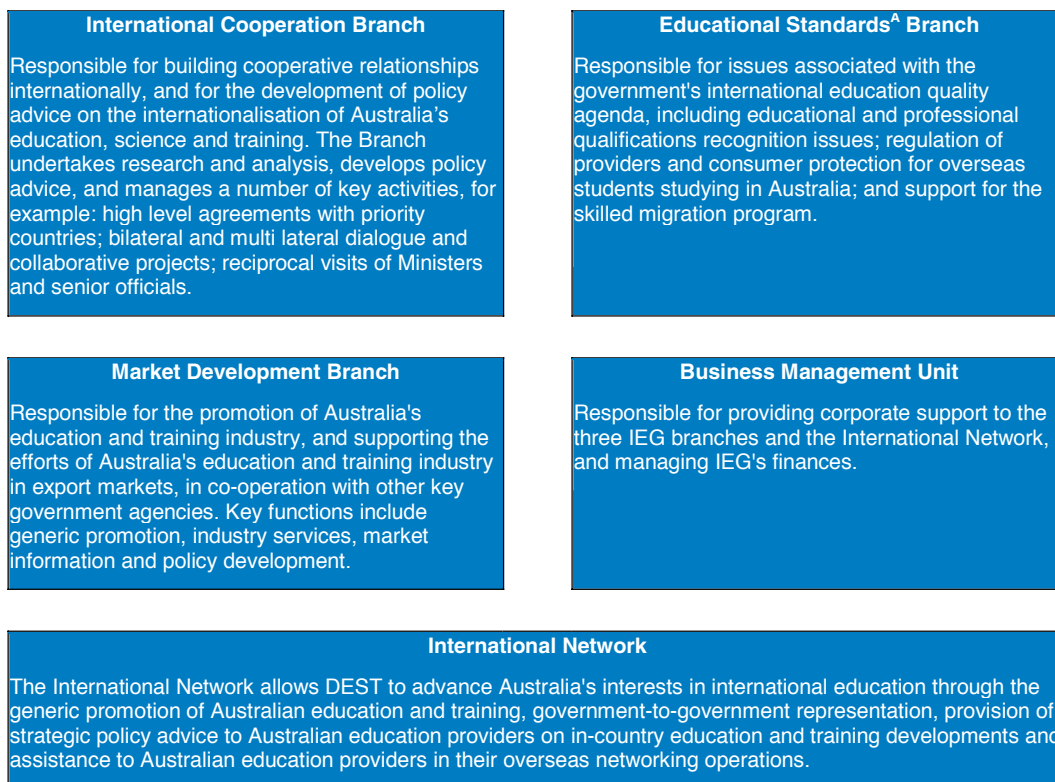 International Cooperation Branch
Responsible for building cooperative relationships
internationally, and for the development of policy
advice on the internationalisation of Australia's
education, science and training. The Branch
undertakes research and analysis, develops policy
advice, and manages a number of key activities, for
example: high level agreements with priority
countries; bilateral and multi lateral dialogue and
collaborative projects; reciprocal visits of Ministers
and senior officials.
Educational Standards^A Branch
Responsible for issues associated with the
government's international education quality
agenda, including educational and professional
qualifications recognition issues; regulation of
providers and consumer protection for overseas
students studying in Australia; and support for the
skilled migration program.
Market Development Branch
Responsible for the promotion of Australia's
education and training industry, and supporting the
efforts of Australia's education and training industry
in export markets, in co-operation with other key
government agencies. Key functions include
generic promotion, industry services, market
information and policy development.
Business Management Unit
Responsible for providing corporate support to the
three IEG branches and the International Network,
and managing IEG's finances.
International Network
The International Network allows DEST to advance Australia's interests in international education through the
generic promotion of Australian education and training, government-to-government representation, provision of
strategic policy advice to Australian education providers on in-country education and training developments and
assistance to Australian education providers in their overseas networking operations.